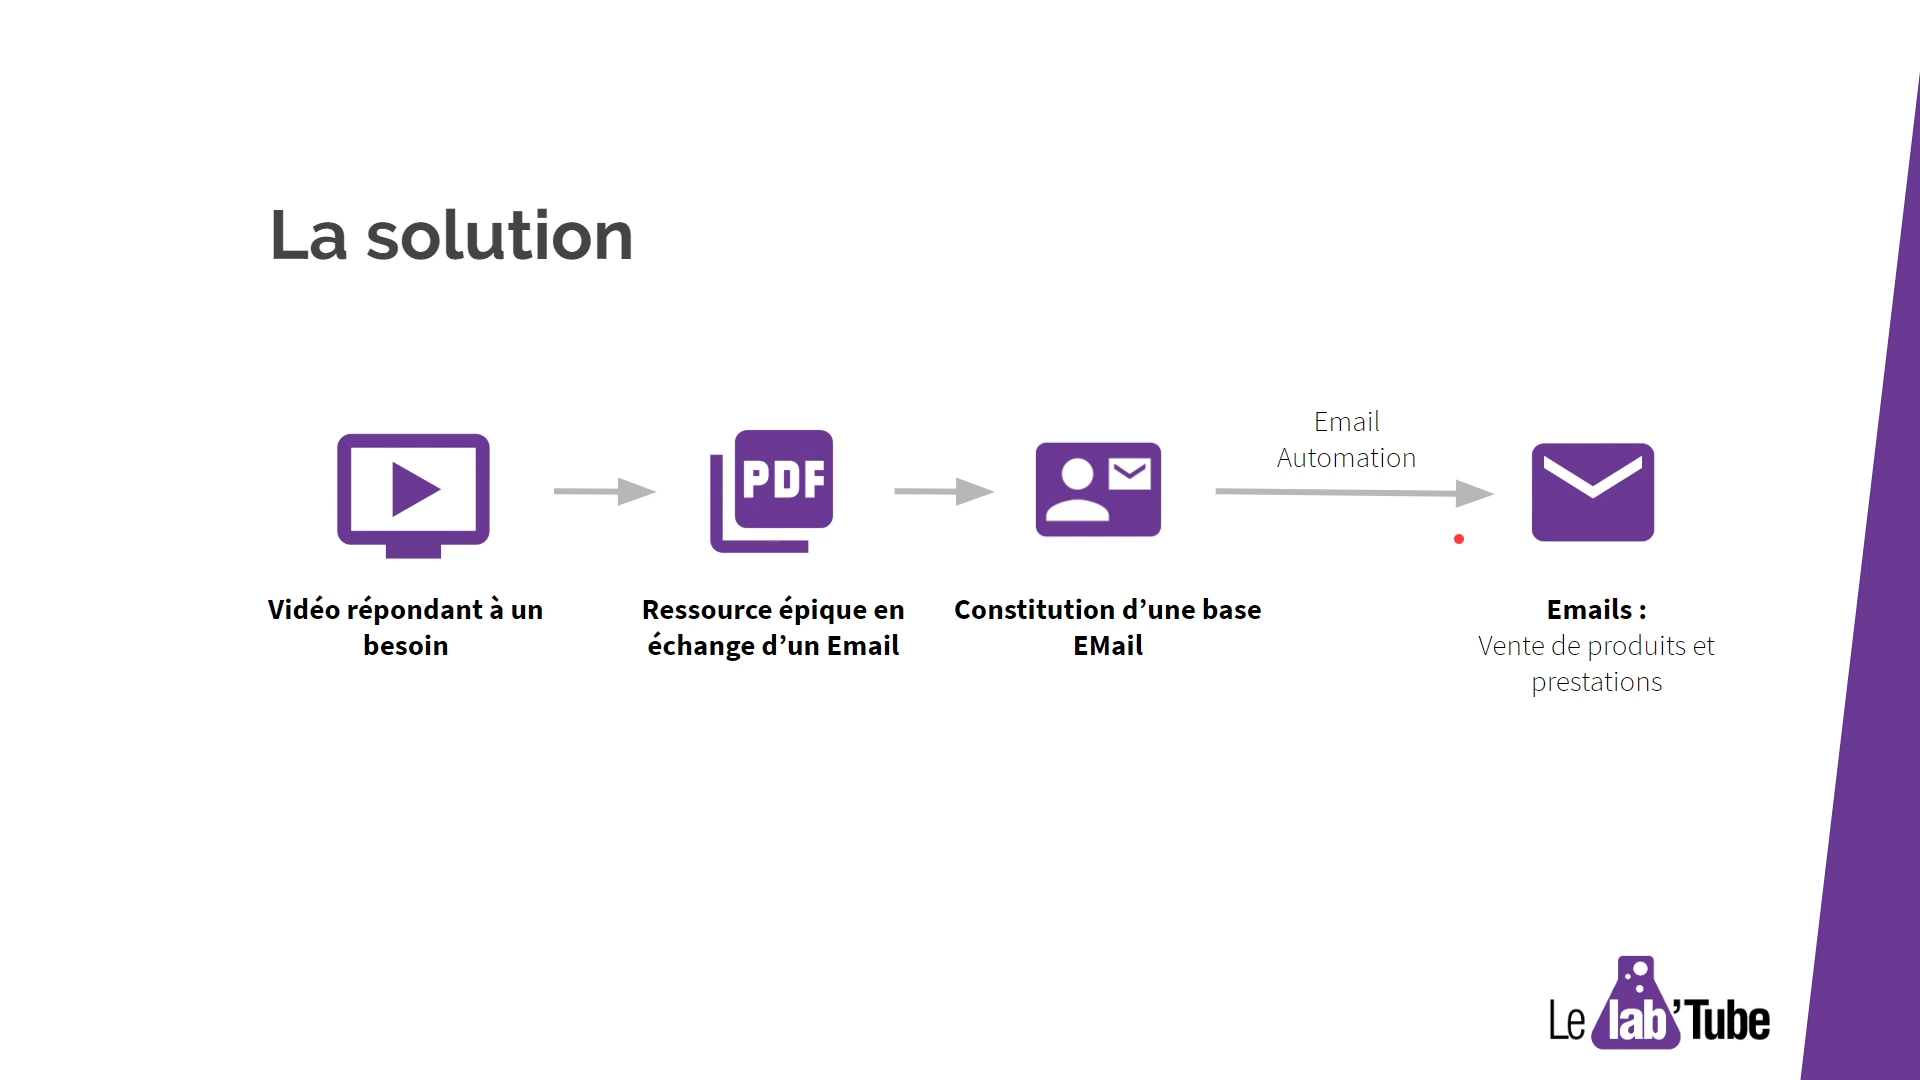 La solution
Email
Automation
PDF
Vidéo répondant à un
besoin
Ressource épique en
échange d’un Email
Constitution d’une base
EMail
Emails :
Vente de produits et
prestations
Le lab’Tube